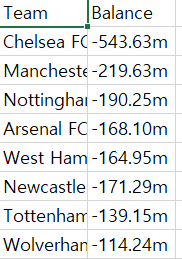 Team Balance
Chelsea FC -543.63m
Mancheste -219.63m
Nottinghai -190.25m
Arsenal FC -168.10m
West Ham -164.95m
Newcastle -171.29m
Tottenham -139.15m
Wolverhan -114.24m